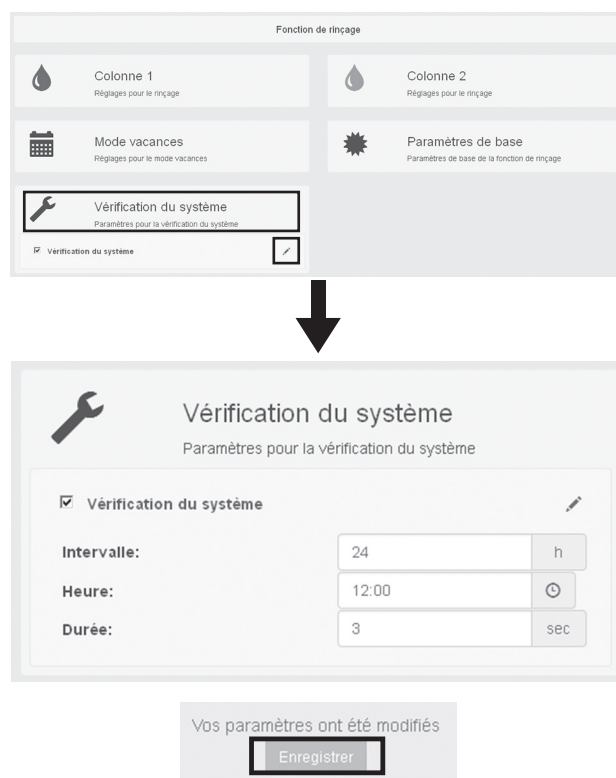 Fonction de rinçage
Colonne 1
Réglages pour le rinçage
Colonne 2
Réglages pour le rinçage
Mode vacances
Réglages pour le mode vacances
Paramètres de base
Paramètres de base de la fonction de rinçage
Vérification du système
Paramètres pour la vérification du système
Vérification du système
Vérification du système
Paramètres pour la vérification du système
Vérification du système
Intervalle: 24 h
Heure: 12:00
Durée: 3 sec
Vos paramètres ont été modifiés
Enregistrer